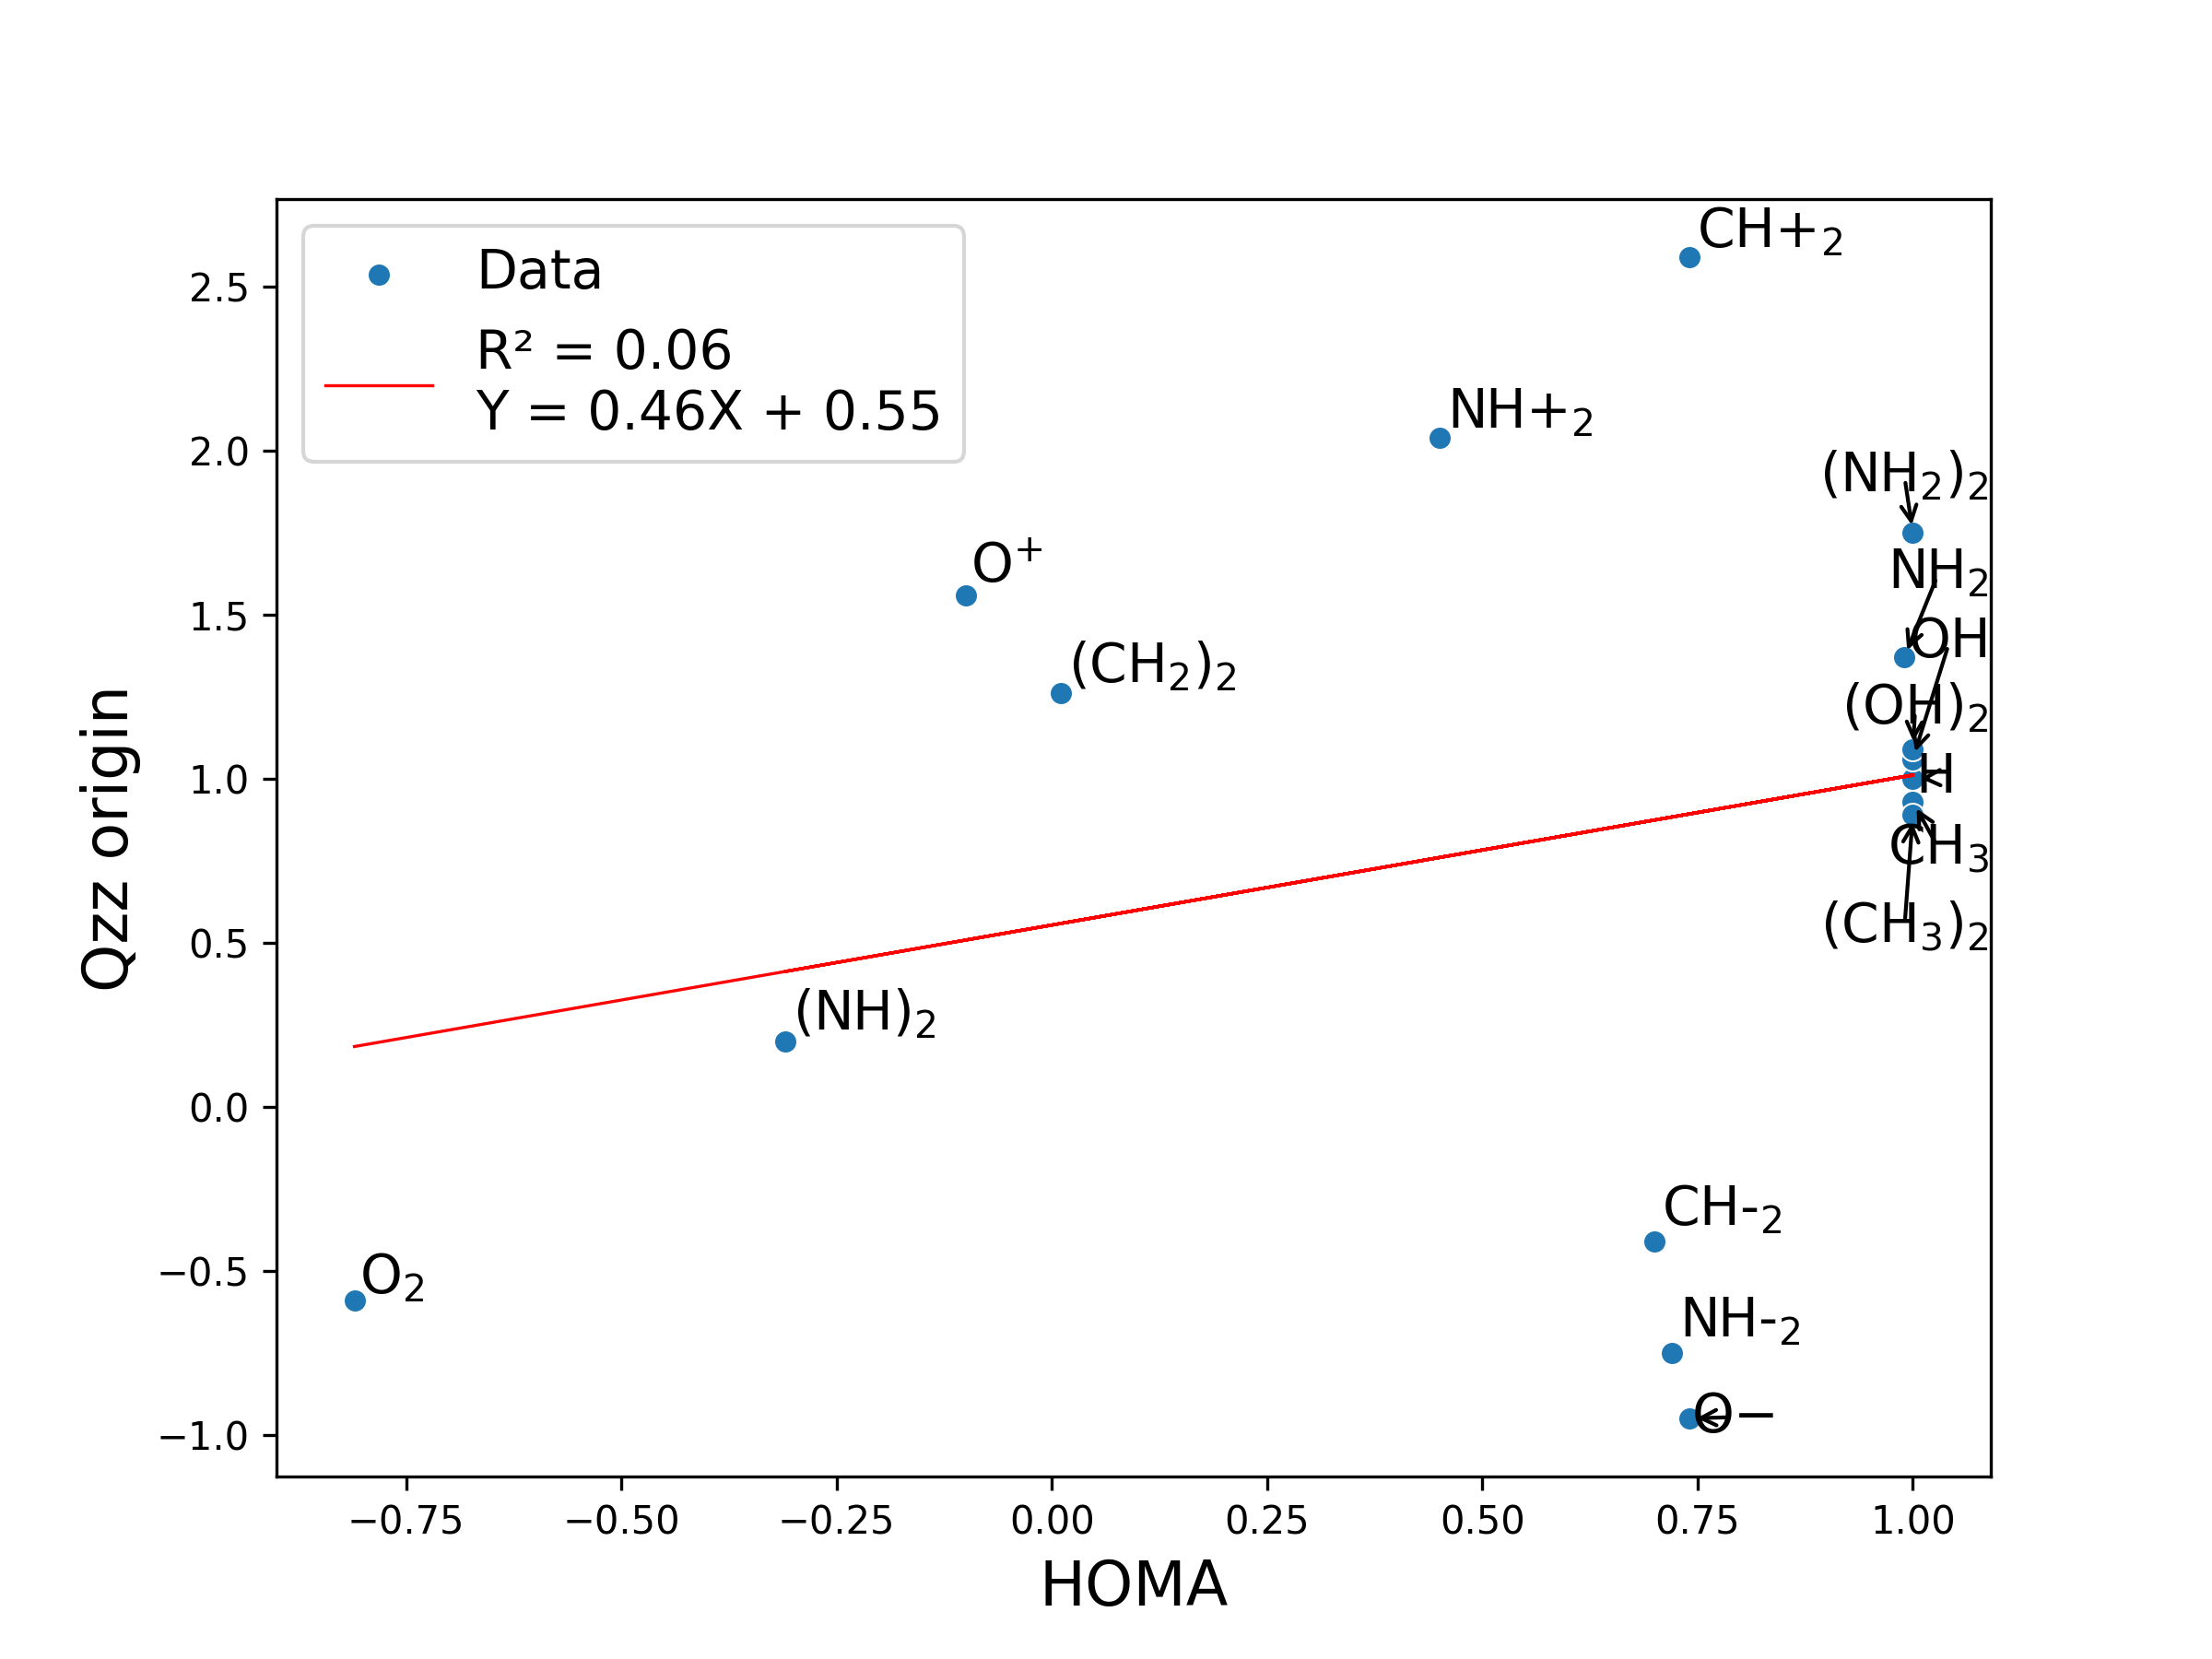 Data
R² = 0.06
Y = 0.46X + 0.55
CH+₂
NH+₂
(NH₂)₂
NH₂
O⁺
OH
(CH₂)₂
(OH)₂
H
CH₃
(CH₃)₂
(NH)₂
CH-₂
O₂
NH-₂
O−
2.5
2.0
1.5
1.0
0.5
0.0
−0.5
−1.0
Qzz origin
−0.75 −0.50 −0.25 0.00 0.25 0.50 0.75 1.00
HOMA